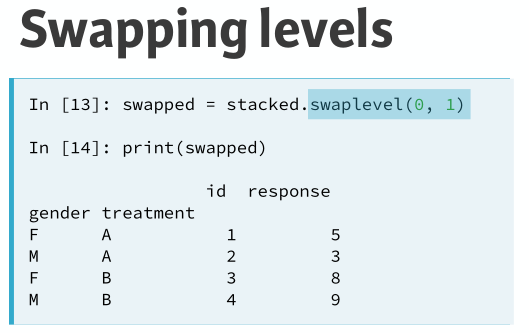 Swapping levels
In [13]: swapped = stacked.swaplevel(0, 1)
In [14]: print(swapped)
id response
gender treatment
F A 1 5
M A 2 3
F B 3 8
M B 4 9